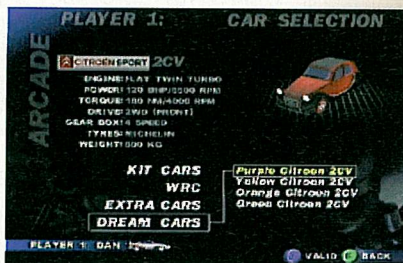 PLAYER 1: CAR SELECTION
ARCADE
CITROËN SPORT 2CV
ENGINE: FLAT TWIN TURBO
POWER: 120 BHP/6500 RPM
TORQUE: 180 NM/4000 RPM
DRIVE: 2WD (FRONT)
GEAR BOX: 4 SPEED
TYRES: MICHELIN
WEIGHT: 600 KG
KIT CARS
WRC
EXTRA CARS
DREAM CARS
Purple Citroen 2CV
Yellow Citroen 2CV
Orange Citroen 2CV
Green Citroen 2CV
PLAYER 1: DAN
VALID BACK